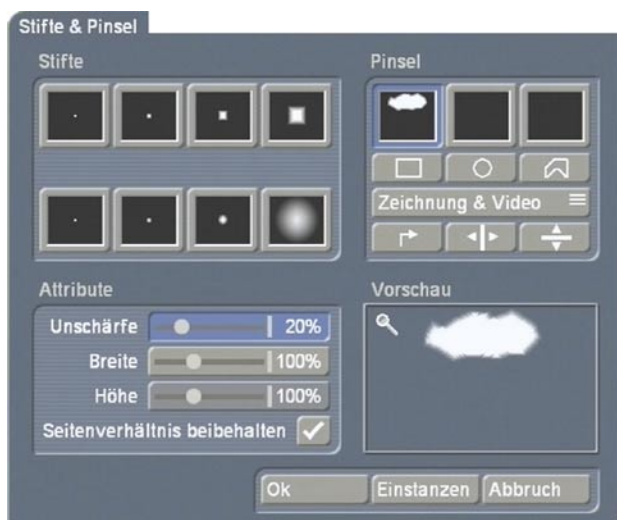 Stifte & Pinsel
Stifte
Pinsel
Zeichnung & Video
Attribute
Unschärfe 20%
Breite 100%
Höhe 100%
Seitenverhältnis beibehalten
Vorschau
Ok Einstanzen Abbruch